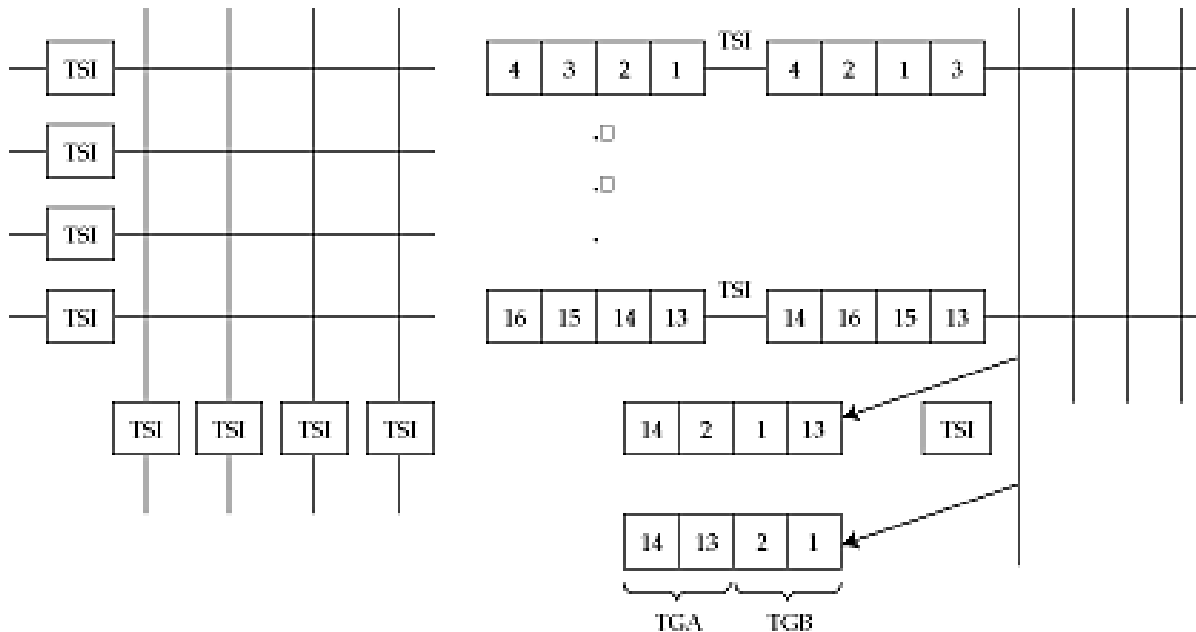 TSI
TSI
TSI
TSI
TSI TSI TSI TSI
4 3 2 1 TSI 4 2 1 3
16 15 14 13 TSI 14 16 15 13
14 2 1 13 TSI
14 13 2 1
TGA TGB